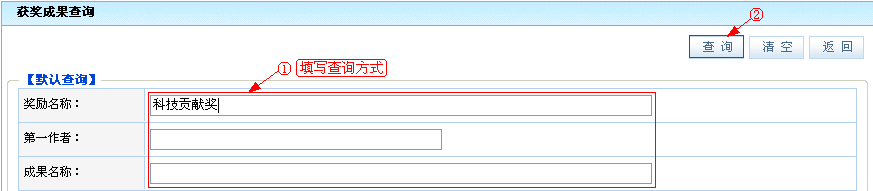 获奖成果查询
②
查 询 清 空 返 回
① 填写查询方式
【默认查询】
奖励名称： 科技贡献奖
第一作者：
成果名称：